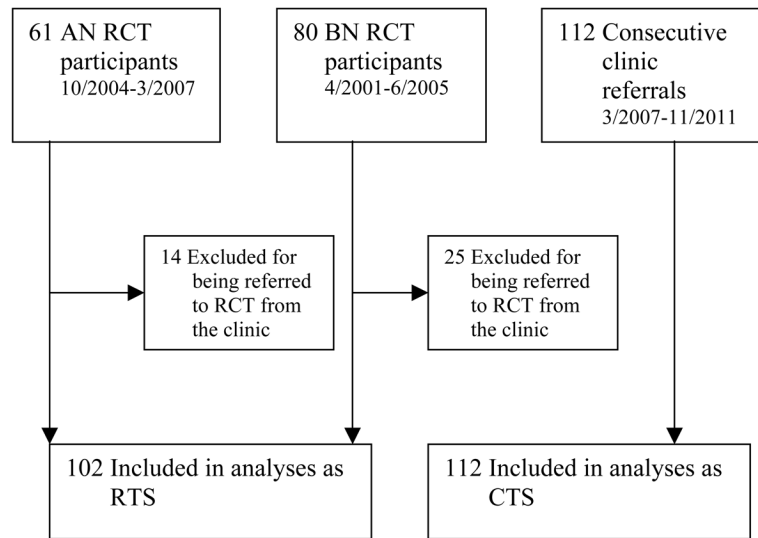 61 AN RCT
participants
10/2004-3/2007
80 BN RCT
participants
4/2001-6/2005
112 Consecutive
clinic
referrals
3/2007-11/2011
14 Excluded for
being referred
to RCT from
the clinic
25 Excluded for
being referred
to RCT from
the clinic
102 Included in analyses as
RTS
112 Included in analyses as
CTS